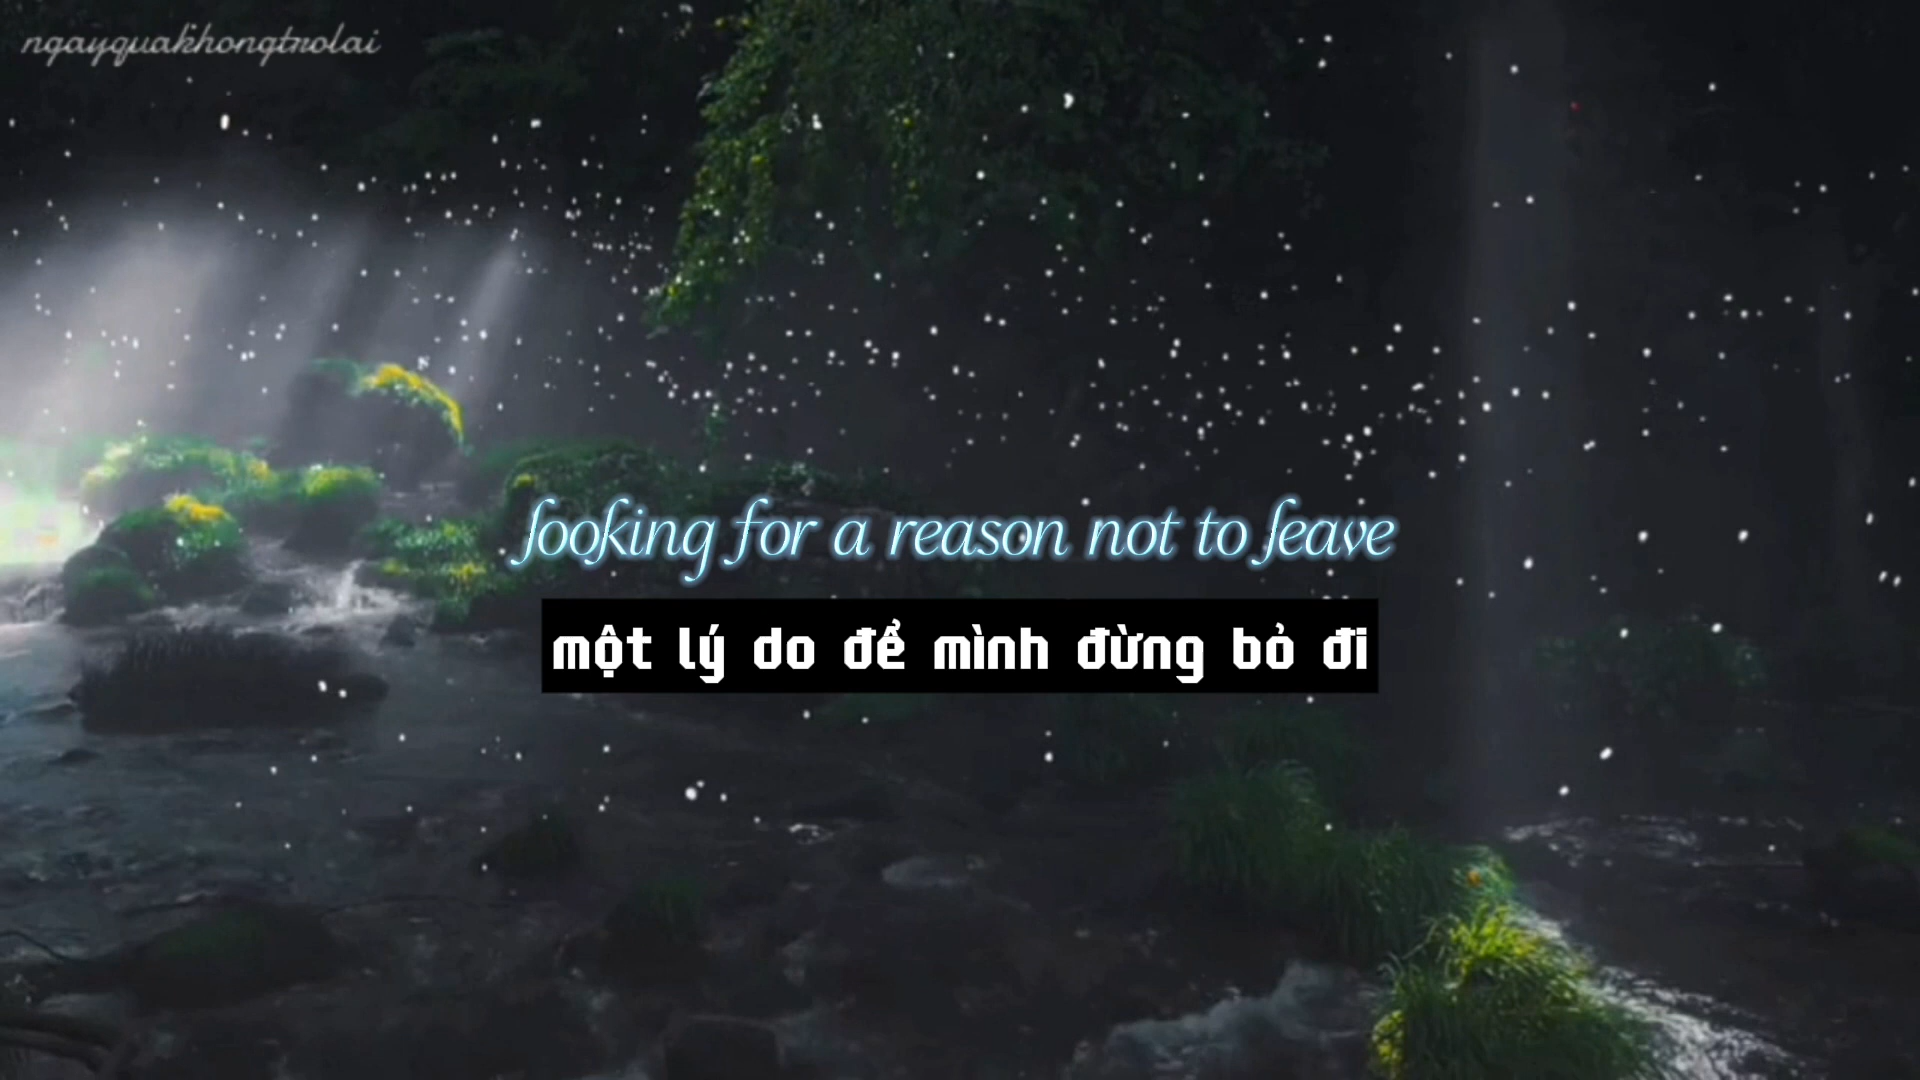 ngayquakhongtrolai
looking for a reason not to leave
một lý do để mình đừng bỏ đi